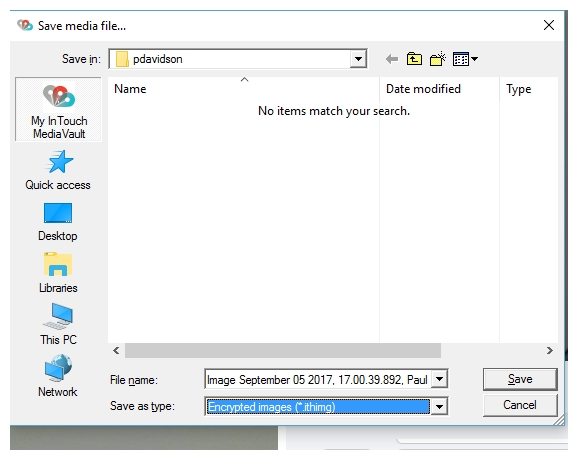 Save media file...
Save in: pdavidson
Name Date modified Type
No items match your search.
My InTouch
MediaVault
Quick access
Desktop
Libraries
This PC
Network
File name: Image September 05 2017, 17.00.39.892, Paul Save
Save as type: Encrypted images (*.ithimg) Cancel